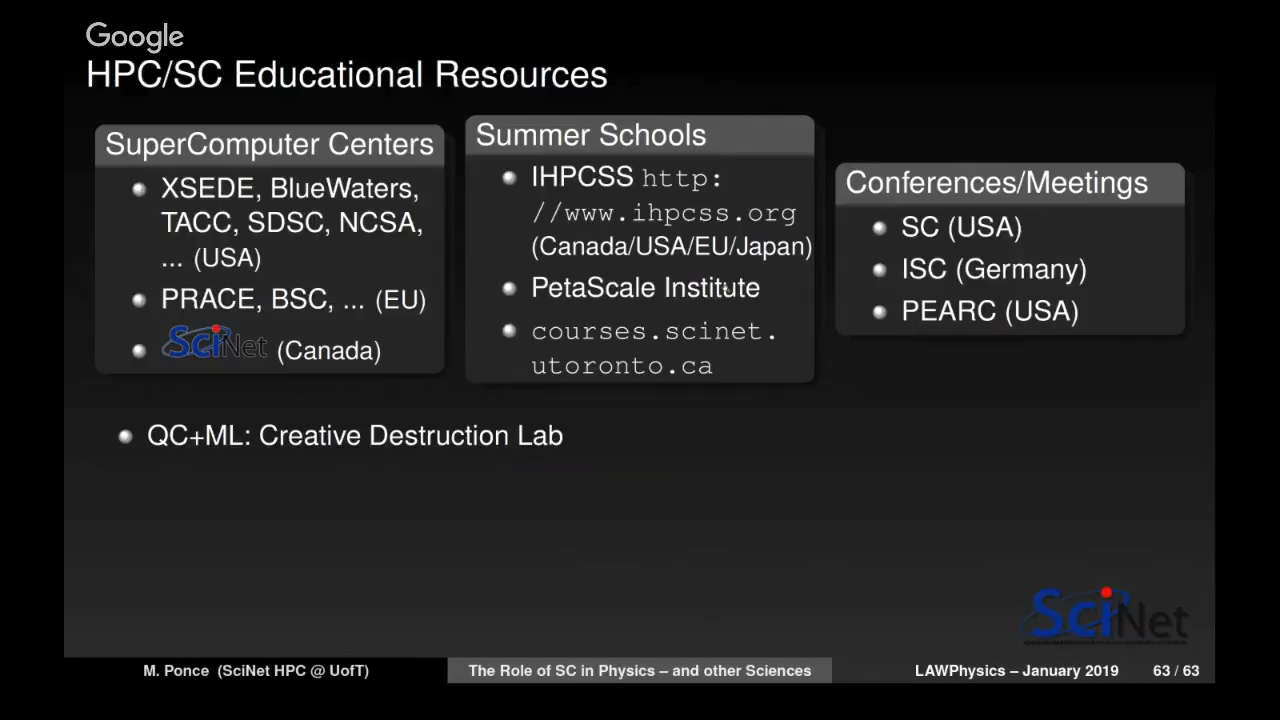 Google
HPC/SC Educational Resources
SuperComputer Centers
XSEDE, BlueWaters,
TACC, SDSC, NCSA,
... (USA)
PRACE, BSC, ... (EU)
SciNet (Canada)
Summer Schools
IHPCSS http:
//www.ihpcss.org
(Canada/USA/EU/Japan)
PetaScale Institute
courses.scinet.
utoronto.ca
Conferences/Meetings
SC (USA)
ISC (Germany)
PEARC (USA)
QC+ML: Creative Destruction Lab
SciNet
M. Ponce (SciNet HPC @ UofT)
The Role of SC in Physics – and other Sciences
LAWPhysics – January 2019
63 / 63